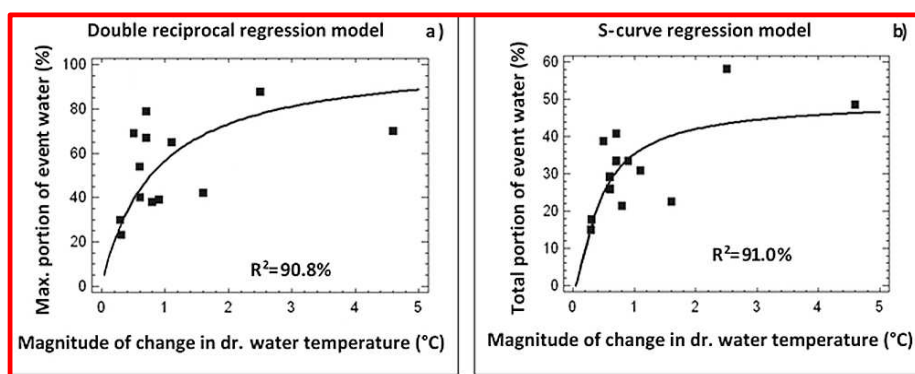 Double reciprocal regression model a)
Max. portion of event water (%)
100
80
60
40
20
0
R²=90.8%
0 1 2 3 4 5
Magnitude of change in dr. water temperature (°C)
S-curve regression model b)
Total portion of event water (%)
60
50
40
30
20
10
0
R²=91.0%
0 1 2 3 4 5
Magnitude of change in dr. water temperature (°C)